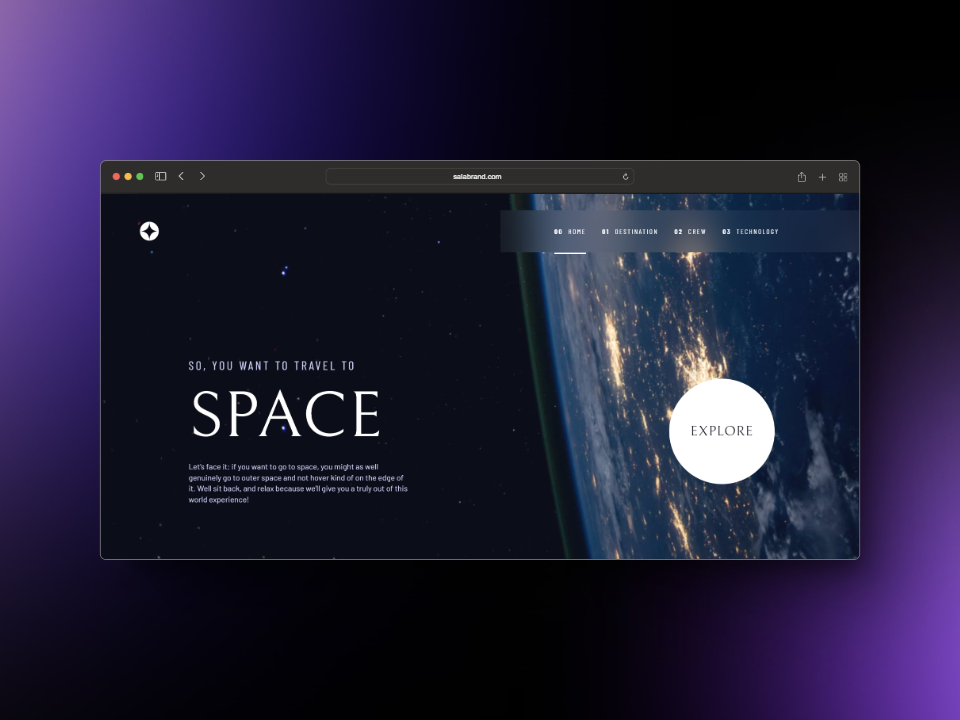 salabrand.com
00 HOME 01 DESTINATION 02 CREW 03 TECHNOLOGY
SO, YOU WANT TO TRAVEL TO
SPACE
Let's face it; if you want to go to space, you might as well
genuinely go to outer space and not hover kind of on the edge of
it. Well sit back, and relax because we'll give you a truly out of this
world experience!
EXPLORE